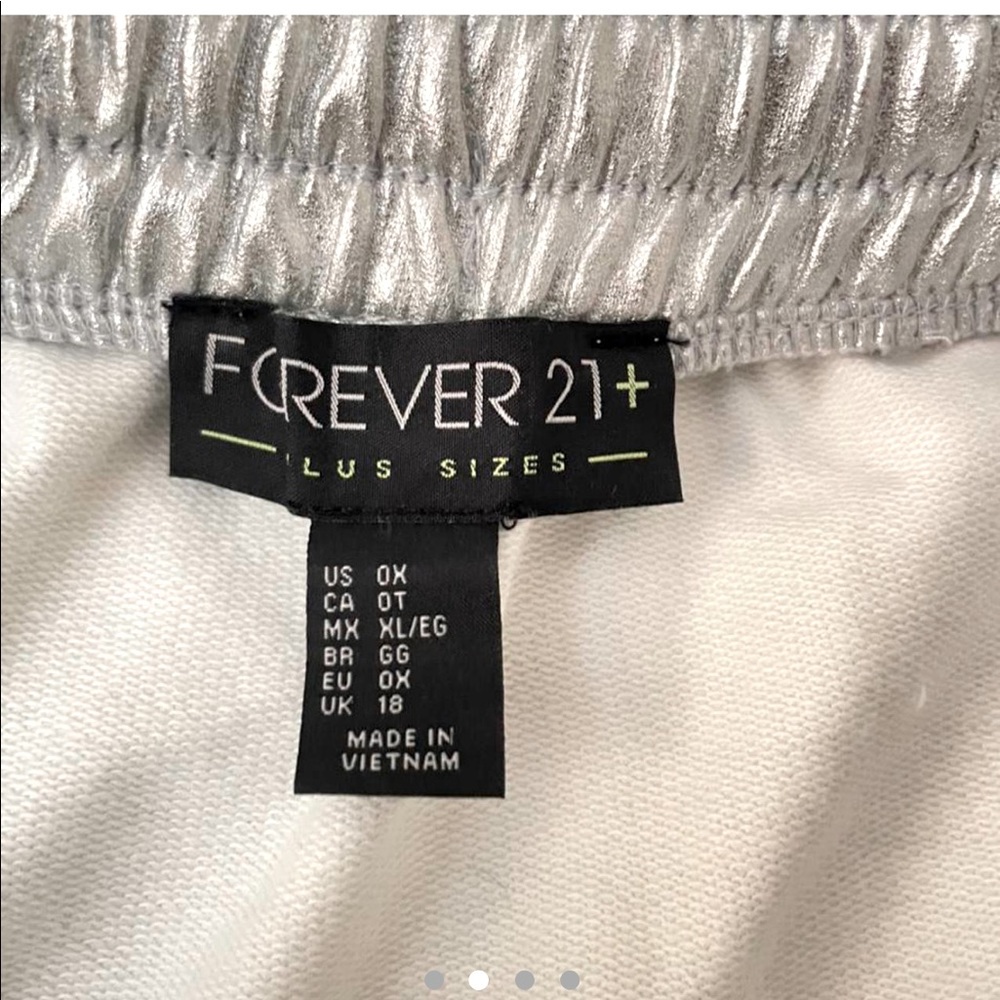 FOREVER 21+
LUS SIZES
US 0X
CA 0T
MX XL/EG
BR GG
EU 0X
UK 18
MADE IN
VIETNAM